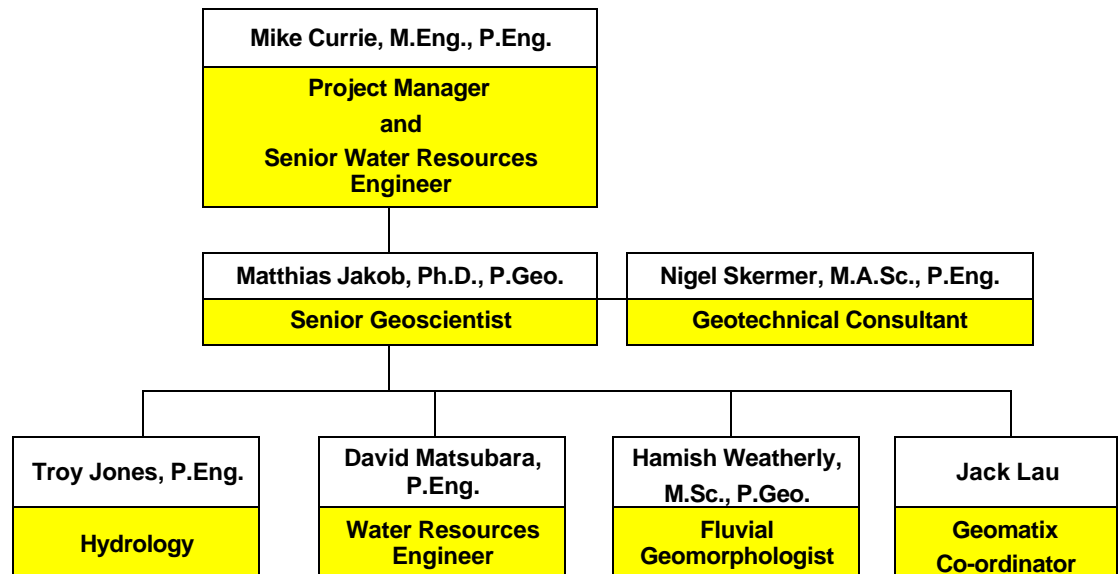 Mike Currie, M.Eng., P.Eng.
Project Manager
and
Senior Water Resources
Engineer
Matthias Jakob, Ph.D., P.Geo.
Senior Geoscientist
Nigel Skermer, M.A.Sc., P.Eng.
Geotechnical Consultant
Troy Jones, P.Eng.
Hydrology
David Matsubara,
P.Eng.
Water Resources
Engineer
Hamish Weatherly,
M.Sc., P.Geo.
Fluvial
Geomorphologist
Jack Lau
Geomatix
Co-ordinator